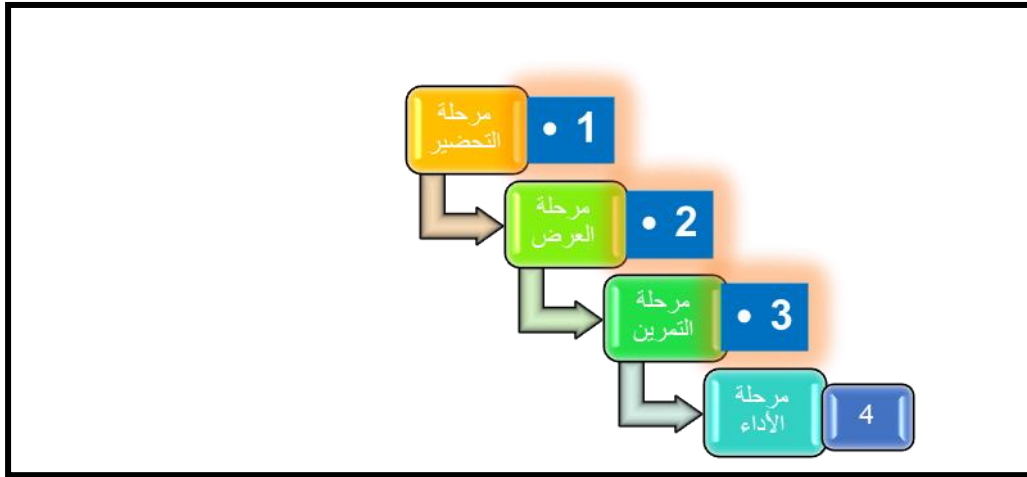 مرحلة
التحضير
• 1
مرحلة
العرض
• 2
مرحلة
التمرين
• 3
مرحلة
الأداء
4